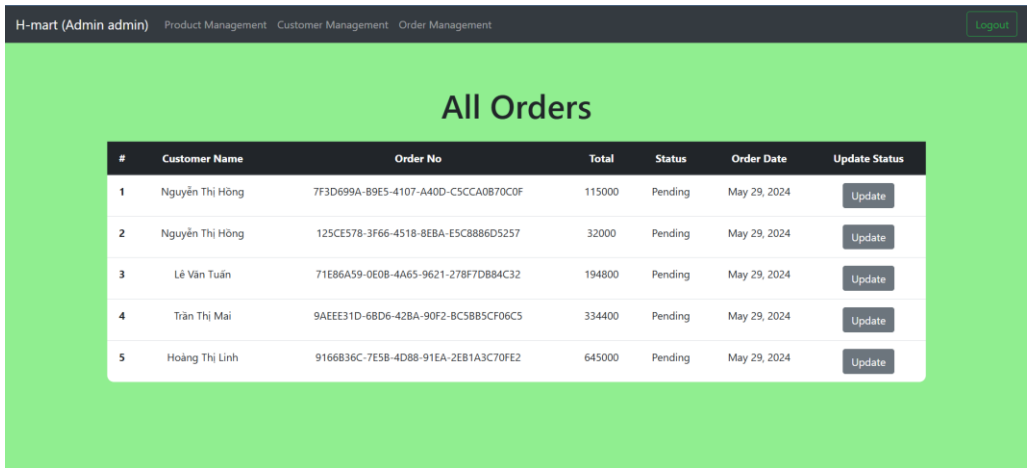 H-mart (Admin admin) Product Management Customer Management Order Management Logout
All Orders
# Customer Name Order No Total Status Order Date Update Status
1 Nguyễn Thị Hồng 7F3D699A-B9E5-4107-A40D-C5CCA0B70C0F 115000 Pending May 29, 2024 Update
2 Nguyễn Thị Hồng 125CE578-3F66-4518-8EBA-E5C8886D5257 32000 Pending May 29, 2024 Update
3 Lê Văn Tuấn 71E86A59-0E0B-4A65-9621-278F7DB84C32 194800 Pending May 29, 2024 Update
4 Trần Thị Mai 9AEEE31D-6BD6-42BA-90F2-BC5BB5CF06C5 334400 Pending May 29, 2024 Update
5 Hoàng Thị Linh 9166B36C-7E5B-4D88-91EA-2EB1A3C70FE2 645000 Pending May 29, 2024 Update